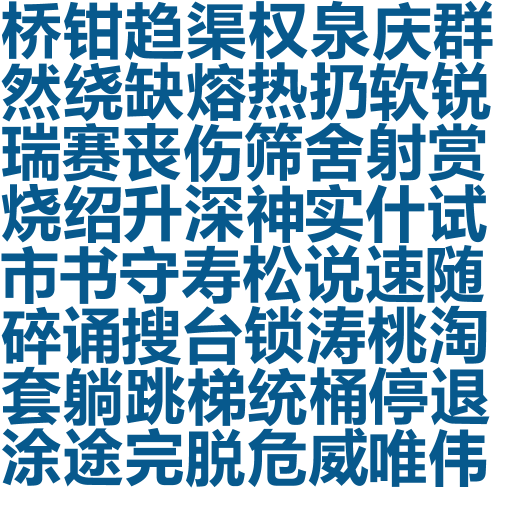 桥钳趋渠权泉庆群
然绕缺熔热扔软锐
瑞赛丧伤筛舍射赏
烧绍升深神实什试
市书守寿松说速随
碎诵搜台锁涛桃淘
套躺跳梯统桶停退
涂途完脱危威唯伟